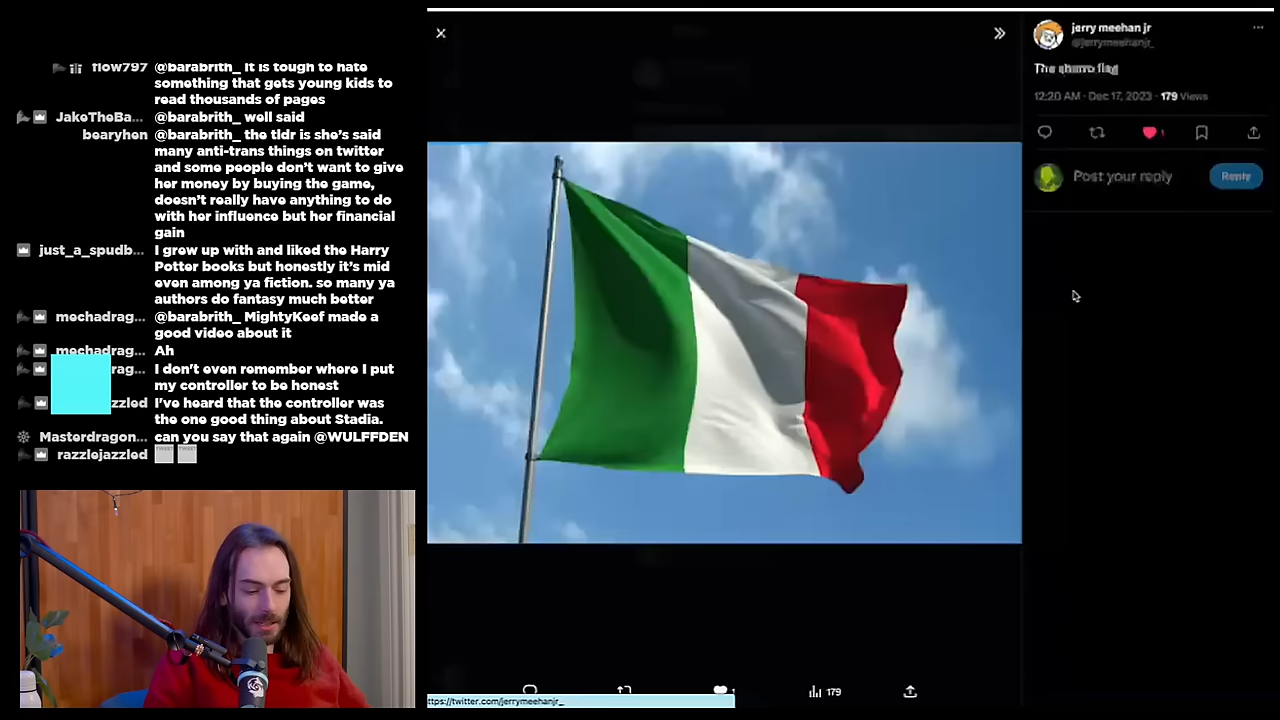 flow797 @barabrith_ It is tough to hate
something that gets young kids to
read thousands of pages
JakeTheBa... @barabrith_ well said
bearyhen @barabrith_ the tldr is she's said
many anti-trans things on twitter
and some people don't want to give
her money by buying the game,
doesn't really have anything to do
with her influence but her financial
gain
just_a_spudb... I grew up with and liked the Harry
Potter books but honestly it's mid
even among ya fiction. so many ya
authors do fantasy much better
mechadrag... @barabrith_ MightyKeef made a
good video about it
mechadrag... Ah
rag... I don't even remember where I put
my controller to be honest
zzled I've heard that the controller was
the one good thing about Stadia.
Masterdragon... can you say that again @WULFFDEN
razzlejazzled
jerry meehan jr
@jerrymeehanjr_
The flag
12:20 AM · Dec 17, 2023 · 179 Views
1
Post your reply
Reply
1
179
ttps://twitter.com/jerrymeehanjr_